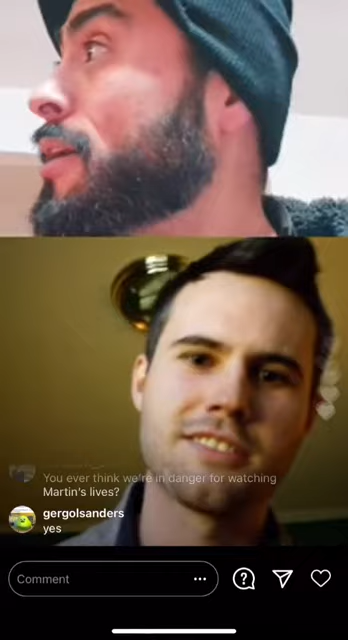 You ever think we're in danger for watching
Martin's lives?
gergolsanders
yes
Comment